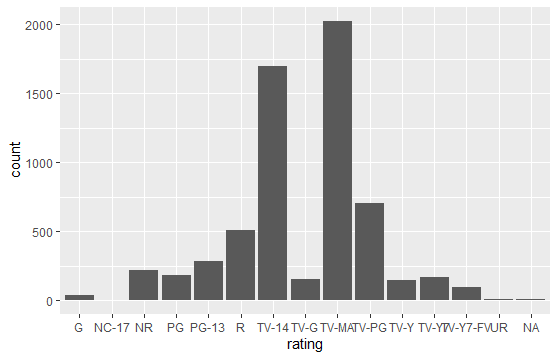 2000
1500
1000
500
0
count
G NC-17 NR PG PG-13 R TV-14 TV-G TV-MA TV-PG TV-Y TV-Y7 TV-Y7-FV UR NA
rating